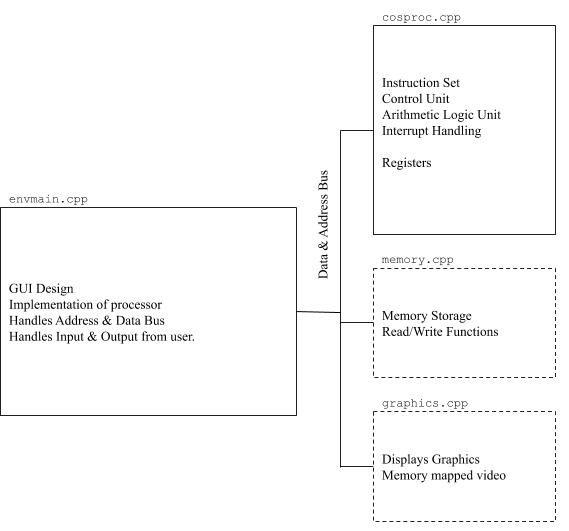 cosproc.cpp
Instruction Set
Control Unit
Arithmetic Logic Unit
Interrupt Handling
Registers
Data & Address Bus
envmain.cpp
GUI Design
Implementation of processor
Handles Address & Data Bus
Handles Input & Output from user.
memory.cpp
Memory Storage
Read/Write Functions
graphics.cpp
Displays Graphics
Memory mapped video